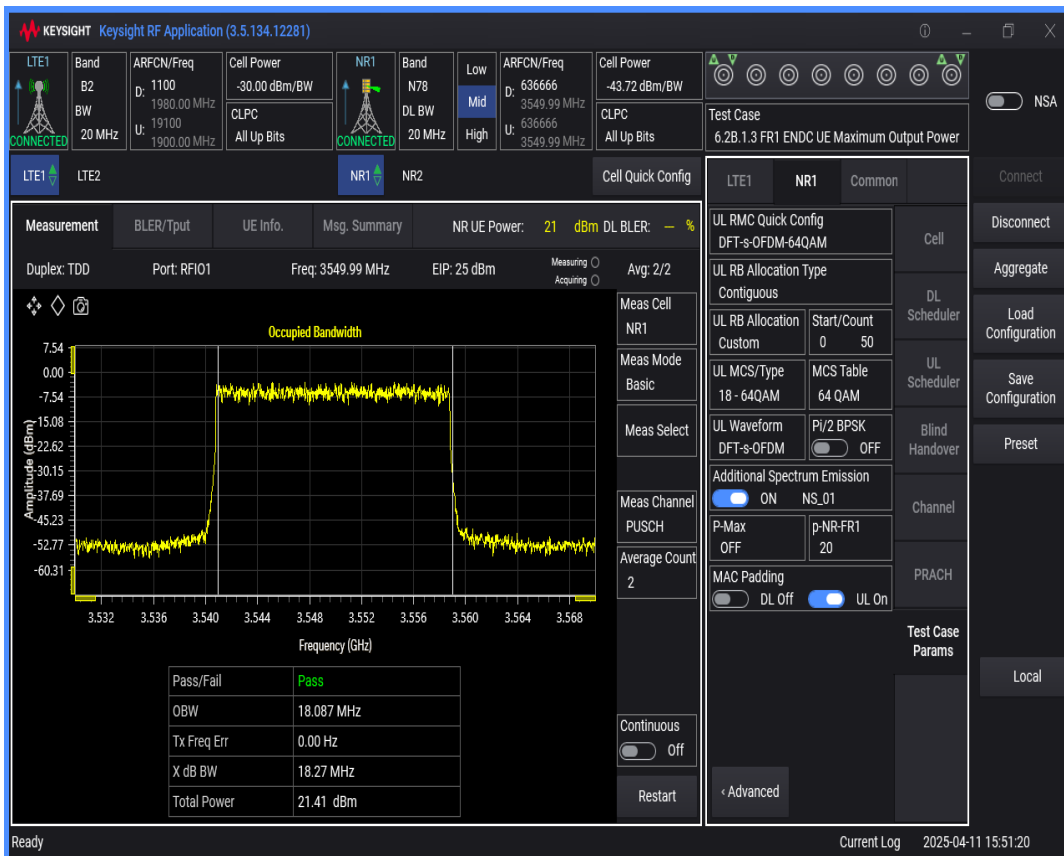 KEYSIGHT Keysight RF Application (3.5.134.12281)
LTE1 Band ARFCN/Freq Cell Power NR1 Band Low ARFCN/Freq Cell Power
B2 D: 1100 -30.00 dBm/BW N78 D: 636666 -43.72 dBm/BW
1980.00 MHz Mid 3549.99 MHz
BW CLPC DL BW CLPC Test Case
CONNECTED 20 MHz U: 19100 All Up Bits CONNECTED 20 MHz High U: 636666 All Up Bits 6.2B.1.3 FR1 ENDC UE Maximum Output Power
1900.00 MHz 3549.99 MHz
NSA
LTE1 LTE2 NR1 NR2 Cell Quick Config
LTE1 NR1 Common
Connect
Measurement BLER/Tput UE Info. Msg. Summary NR UE Power: 21 dBm DL BLER: — %
Duplex: TDD Port: RFIO1 Freq: 3549.99 MHz EIP: 25 dBm Measuring Avg: 2/2
Acquiring
Occupied Bandwidth
Amplitude (dBm)
7.54
0.00
-7.54
-15.08
-22.62
-30.15
-37.69
-45.23
-52.77
-60.31
3.532 3.536 3.540 3.544 3.548 3.552 3.556 3.560 3.564 3.568
Frequency (GHz)
Pass/Fail Pass
OBW 18.087 MHz
Tx Freq Err 0.00 Hz
X dB BW 18.27 MHz
Total Power 21.41 dBm
Meas Cell
NR1
Meas Mode
Basic
Meas Select
Meas Channel
PUSCH
Average Count
2
Continuous
Off
Restart
UL RMC Quick Config
DFT-s-OFDM-64QAM
UL RB Allocation Type
Contiguous
UL RB Allocation Start/Count
Custom 0 50
UL MCS/Type MCS Table
18 - 64QAM 64 QAM
UL Waveform Pi/2 BPSK
DFT-s-OFDM OFF
Additional Spectrum Emission
ON NS_01
P-Max p-NR-FR1
OFF 20
MAC Padding
DL Off UL On
‹ Advanced
Cell
DL
Scheduler
UL
Scheduler
Blind
Handover
Channel
PRACH
Test Case
Params
Disconnect
Aggregate
Load
Configuration
Save
Configuration
Preset
Local
Ready Current Log 2025-04-11 15:51:20